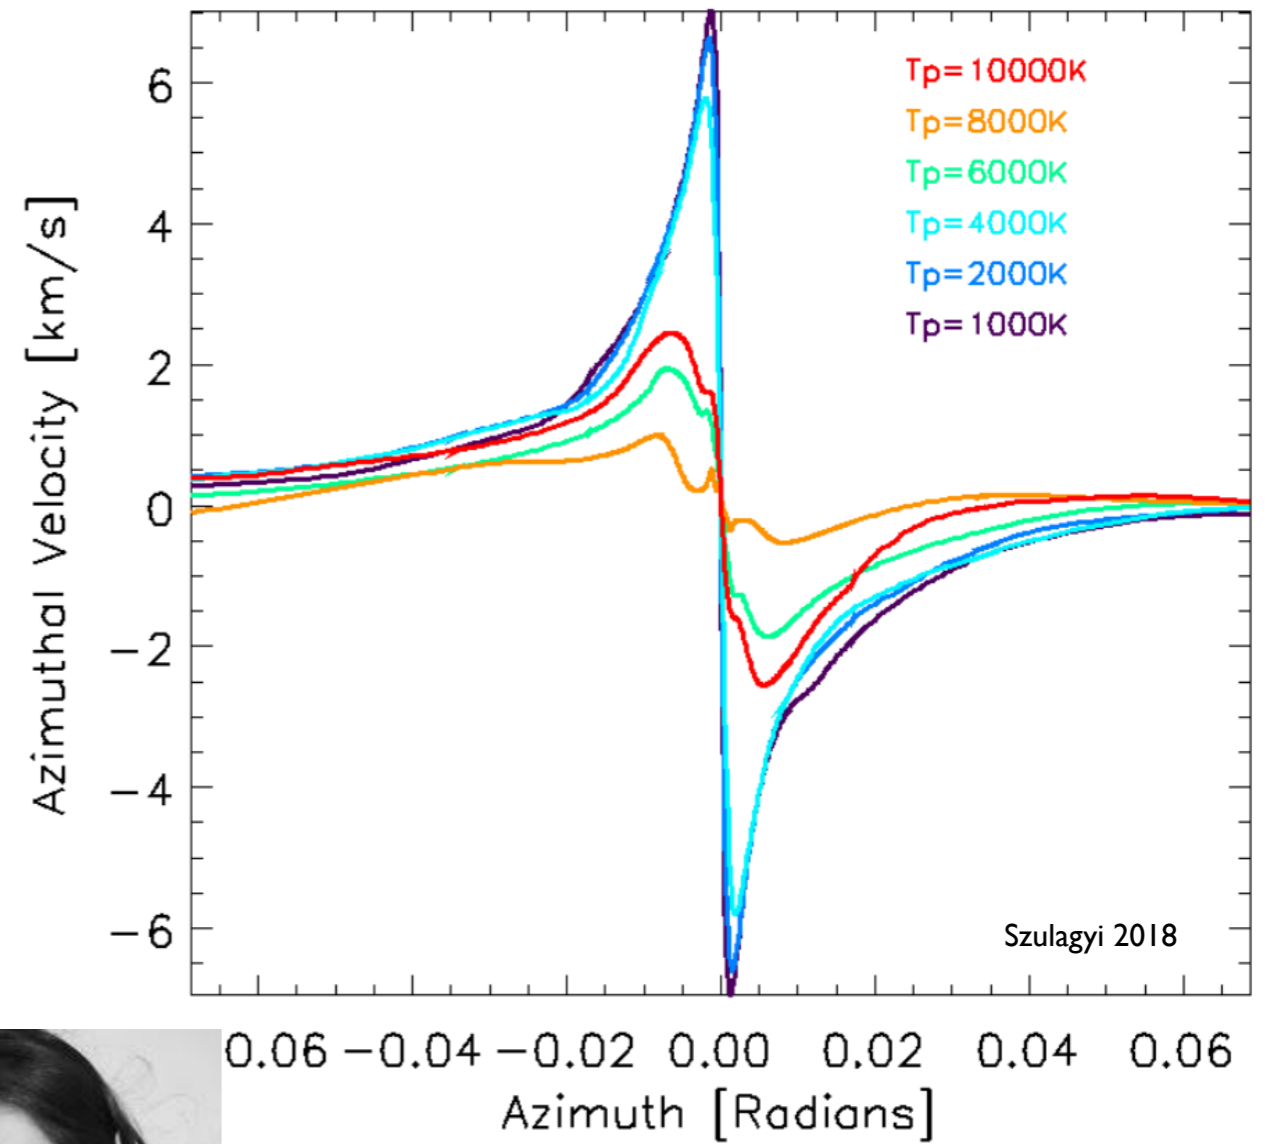 Azimuthal Velocity [km/s]
6
4
2
0
−2
−4
−6
Tp=10000K
Tp=8000K
Tp=6000K
Tp=4000K
Tp=2000K
Tp=1000K
Szulagyi 2018
0.06 −0.04 −0.02 0.00 0.02 0.04 0.06
Azimuth [Radians]